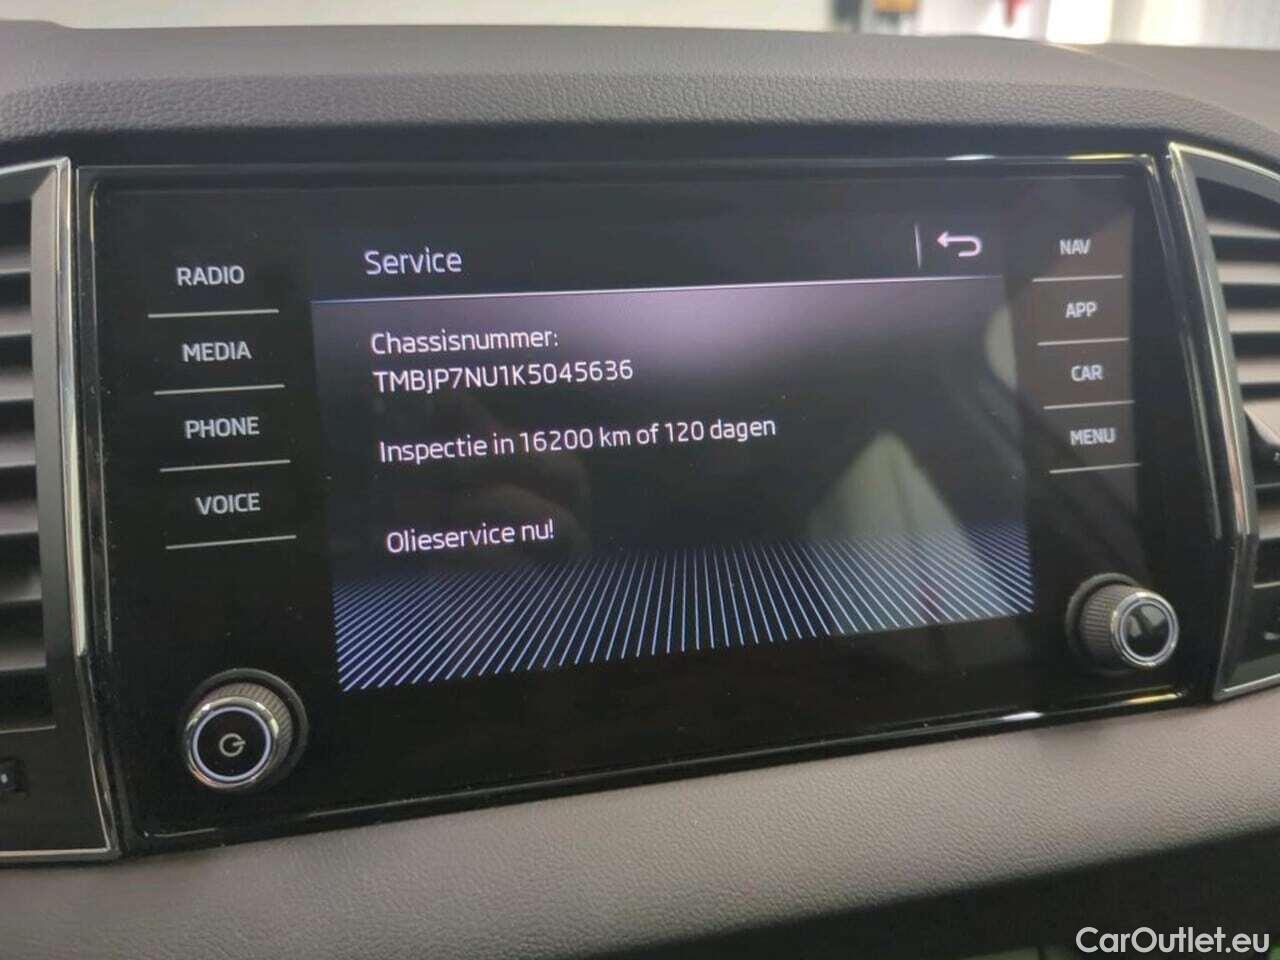 RADIO
MEDIA
PHONE
VOICE
Service
Chassisnummer:
TMBJP7NU1K5045636
Inspectie in 16200 km of 120 dagen
Olieservice nu!
NAV
APP
CAR
MENU
CarOutlet.eu